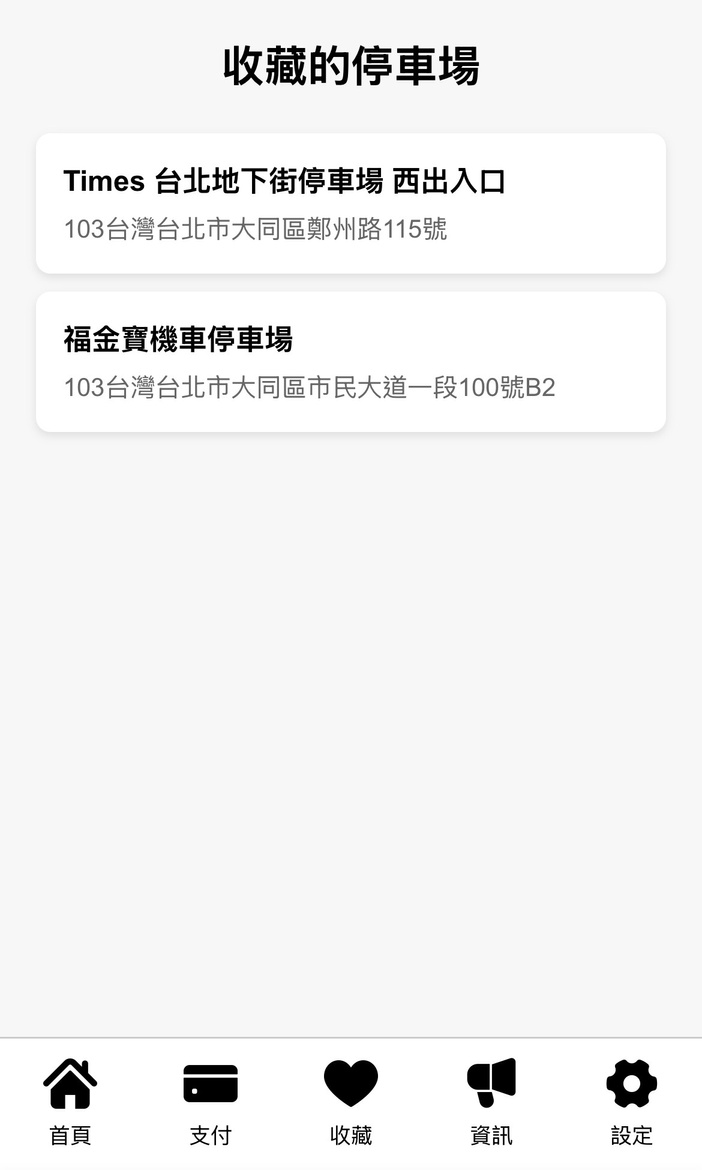 收藏的停車場
Times 台北地下街停車場 西出入口
103台灣台北市大同區鄭州路115號
福金寶機車停車場
103台灣台北市大同區市民大道一段100號B2
首頁
支付
收藏
資訊
設定